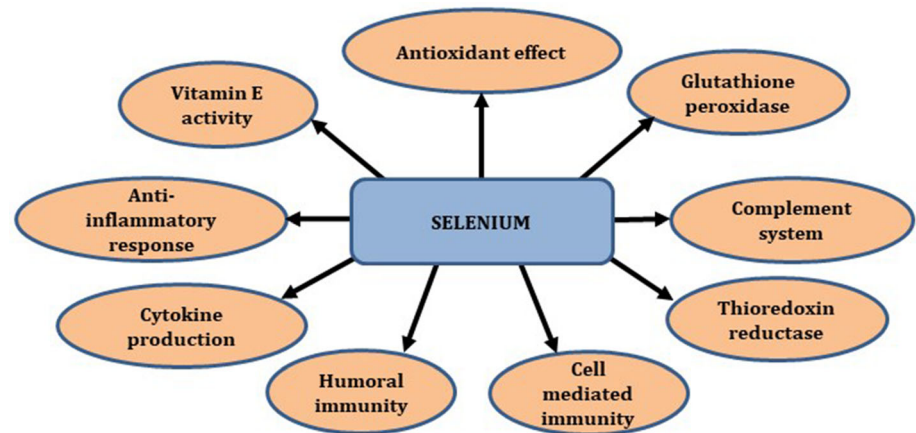 Antioxidant effect
Glutathione
peroxidase
Vitamin E
activity
Anti-
inflammatory
response
SELENIUM
Complement
system
Cytokine
production
Thioredoxin
reductase
Humoral
immunity
Cell
mediated
immunity